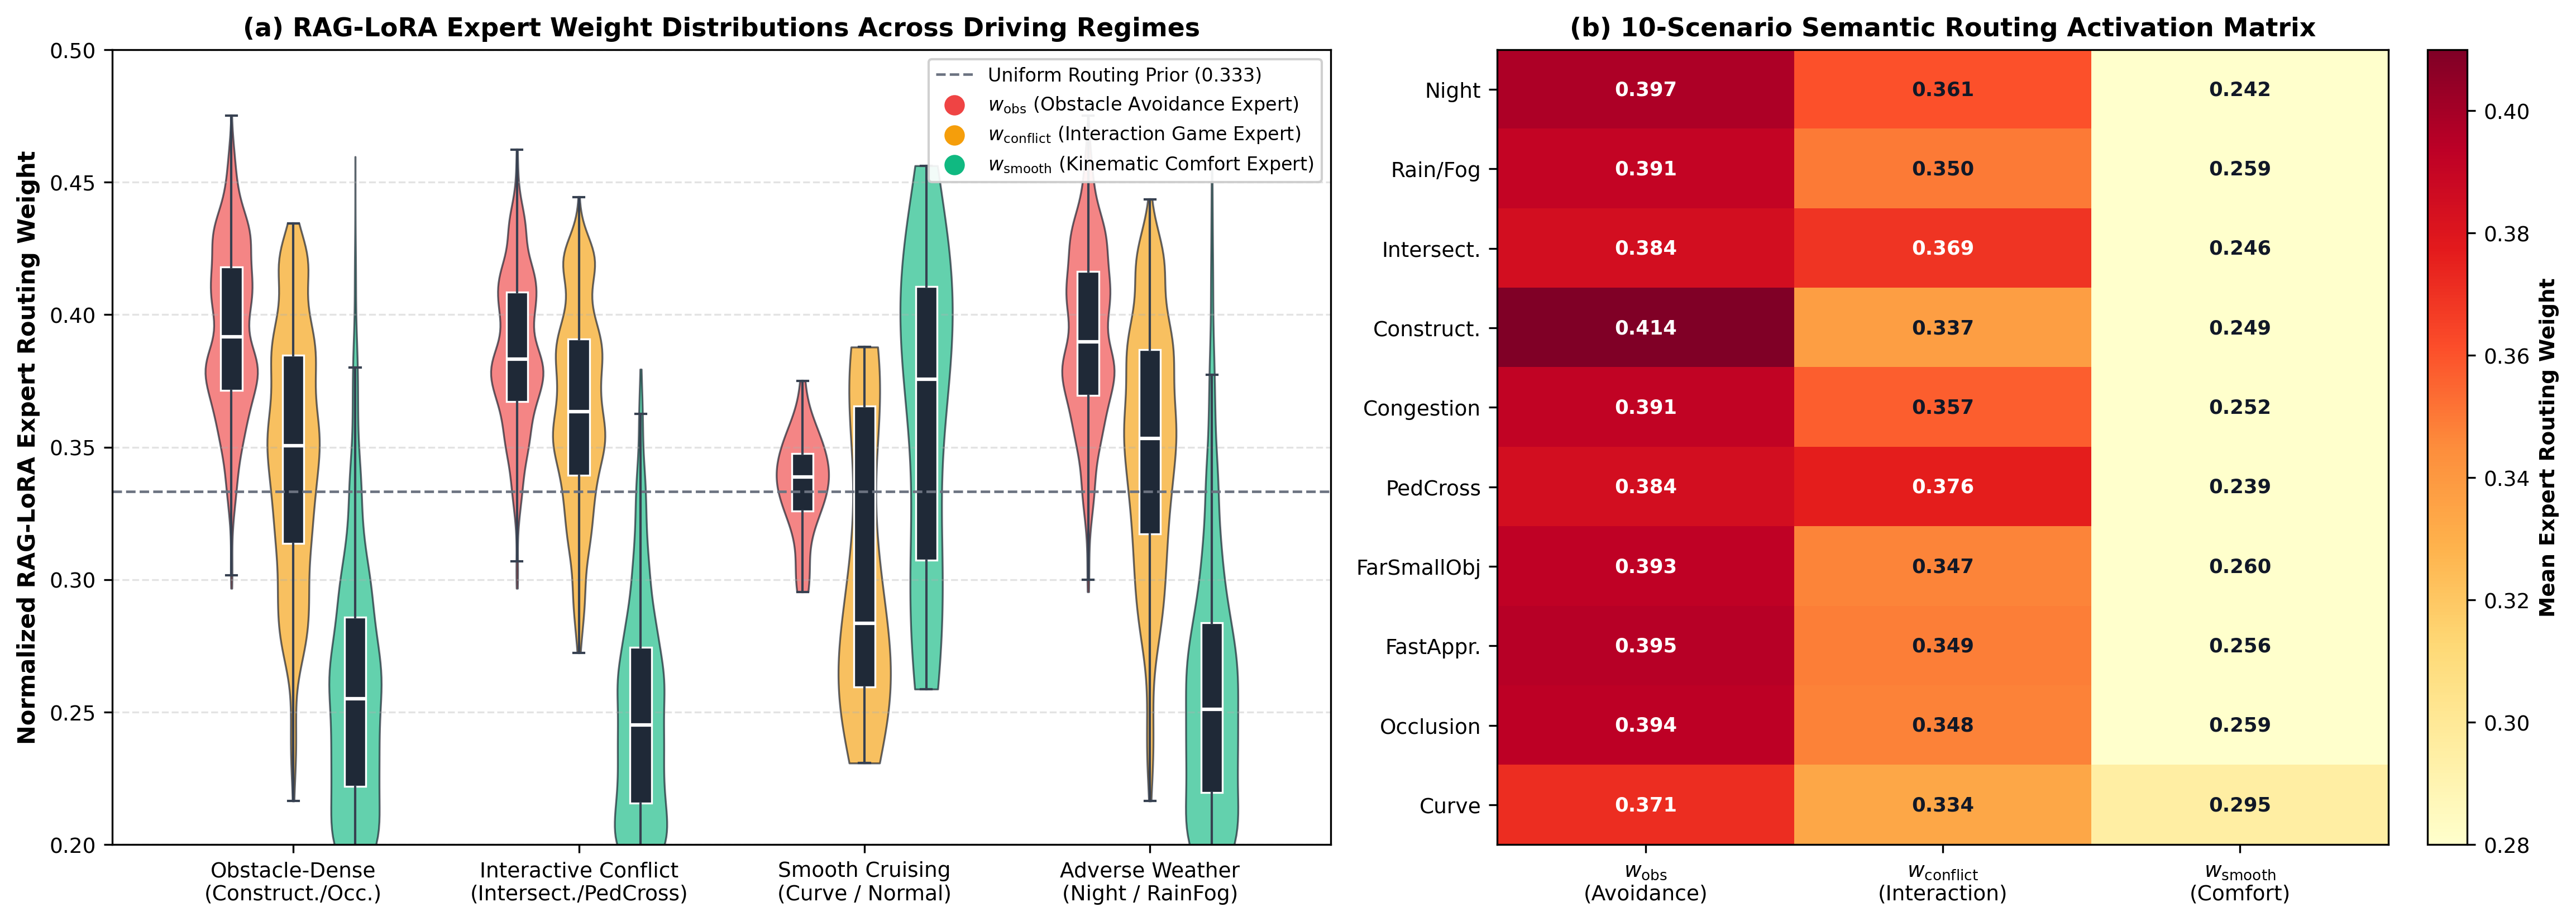 (a) RAG-LoRA Expert Weight Distributions Across Driving Regimes
Normalized RAG-LoRA Expert Routing Weight
0.50
0.45
0.40
0.35
0.30
0.25
0.20
Uniform Routing Prior (0.333)
w_obs (Obstacle Avoidance Expert)
w_conflict (Interaction Game Expert)
w_smooth (Kinematic Comfort Expert)
Obstacle-Dense
(Construct./Occ.)
Interactive Conflict
(Intersect./PedCross)
Smooth Cruising
(Curve / Normal)
Adverse Weather
(Night / RainFog)
(b) 10-Scenario Semantic Routing Activation Matrix
Night 0.397 0.361 0.242
Rain/Fog 0.391 0.350 0.259
Intersect. 0.384 0.369 0.246
Construct. 0.414 0.337 0.249
Congestion 0.391 0.357 0.252
PedCross 0.384 0.376 0.239
FarSmallObj 0.393 0.347 0.260
FastAppr. 0.395 0.349 0.256
Occlusion 0.394 0.348 0.259
Curve 0.371 0.334 0.295
w_obs
(Avoidance)
w_conflict
(Interaction)
w_smooth
(Comfort)
0.40
0.38
0.36
0.34
0.32
0.30
0.28
Mean Expert Routing Weight